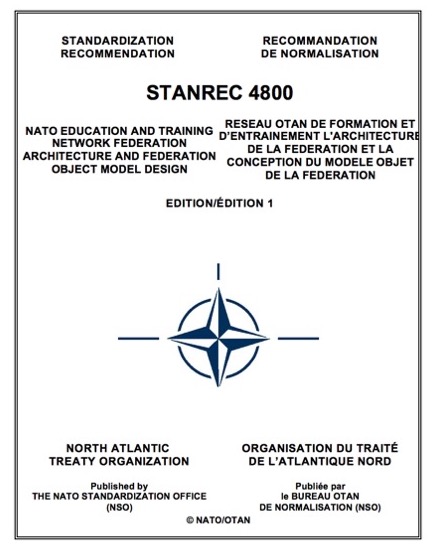 STANDARDIZATION
RECOMMENDATION
RECOMMANDATION
DE NORMALISATION
STANREC 4800
NATO EDUCATION AND TRAINING
NETWORK FEDERATION
ARCHITECTURE AND FEDERATION
OBJECT MODEL DESIGN
RESEAU OTAN DE FORMATION ET
D'ENTRAINEMENT L'ARCHITECTURE
DE LA FEDERATION ET LA
CONCEPTION DU MODELE OBJET
DE LA FEDERATION
EDITION/ÉDITION 1
NORTH ATLANTIC
TREATY ORGANIZATION
ORGANISATION DU TRAITÉ
DE L'ATLANTIQUE NORD
Published by
THE NATO STANDARDIZATION OFFICE
(NSO)
Publiée par
le BUREAU OTAN
DE NORMALISATION (NSO)
© NATO/OTAN